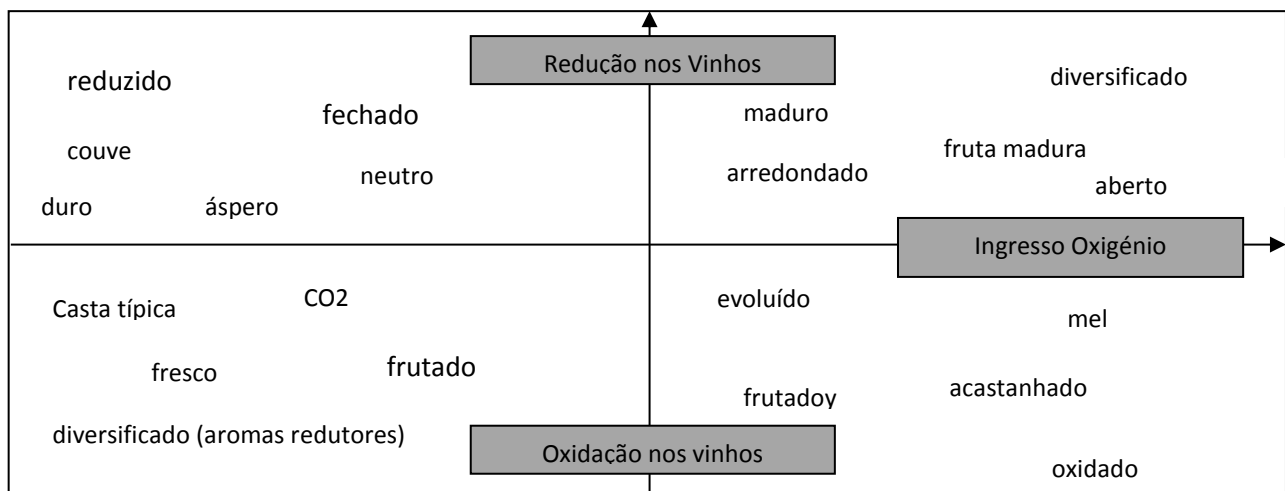 Redução nos Vinhos
reduzido
fechado
couve
neutro
duro
áspero
maduro
diversificado
arredondado
fruta madura
aberto
Ingresso Oxigénio
Casta típica
CO2
fresco
frutado
diversificado (aromas redutores)
evoluído
mel
frutadoy
acastanhado
Oxidação nos vinhos
oxidado